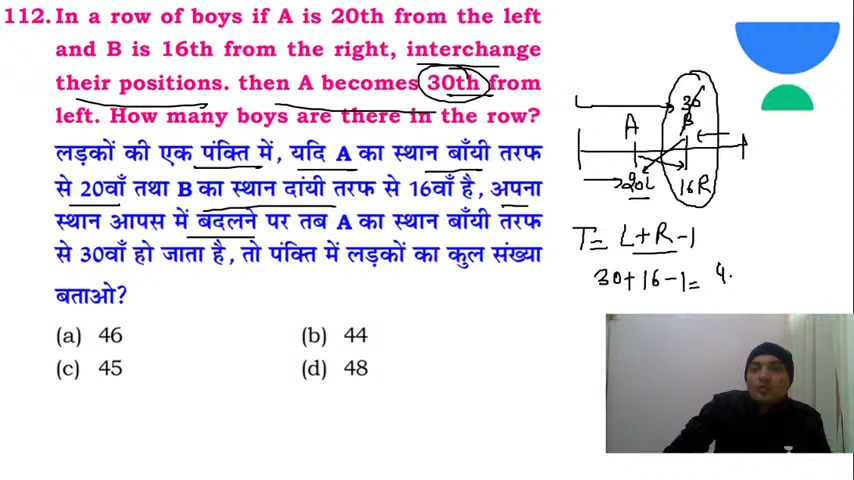 112. In a row of boys if A is 20th from the left
and B is 16th from the right, interchange
their positions. then A becomes 30th from
left. How many boys are there in the row?
लड़कों की एक पंक्ति में, यदि A का स्थान बाँयी तरफ
से 20वाँ तथा B का स्थान दांयी तरफ से 16वाँ है, अपना
स्थान आपस में बदलने पर तब A का स्थान बाँयी तरफ
से 30वाँ हो जाता है, तो पंक्ति में लड़कों का कुल संख्या
बताओ?
(a) 46 (b) 44
(c) 45 (d) 48
30
A B
20L 16R
T= L+R-1
30+16-1= 4